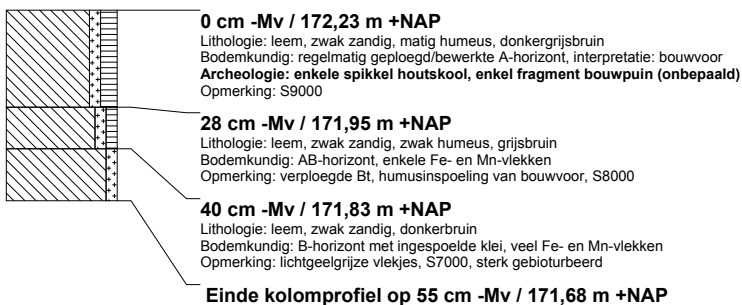 0 cm -Mv / 172,23 m +NAP
Lithologie: leem, zwak zandig, matig humeus, donkergrijsbruin
Bodemkundig: regelmatig geploegd/bewerkte A-horizont, interpretatie: bouwvoor
Archeologie: enkele spikkel houtskool, enkel fragment bouwpuin (onbepaald)
Opmerking: S9000
28 cm -Mv / 171,95 m +NAP
Lithologie: leem, zwak zandig, zwak humeus, grijsbruin
Bodemkundig: AB-horizont, enkele Fe- en Mn-vlekken
Opmerking: verploegde Bt, humusinspoeling van bouwvoor, S8000
40 cm -Mv / 171,83 m +NAP
Lithologie: leem, zwak zandig, donkerbruin
Bodemkundig: B-horizont met ingespoelde klei, veel Fe- en Mn-vlekken
Opmerking: lichtgeelgrijze vlekjes, S7000, sterk gebioturbeerd
Einde kolomprofiel op 55 cm -Mv / 171,68 m +NAP